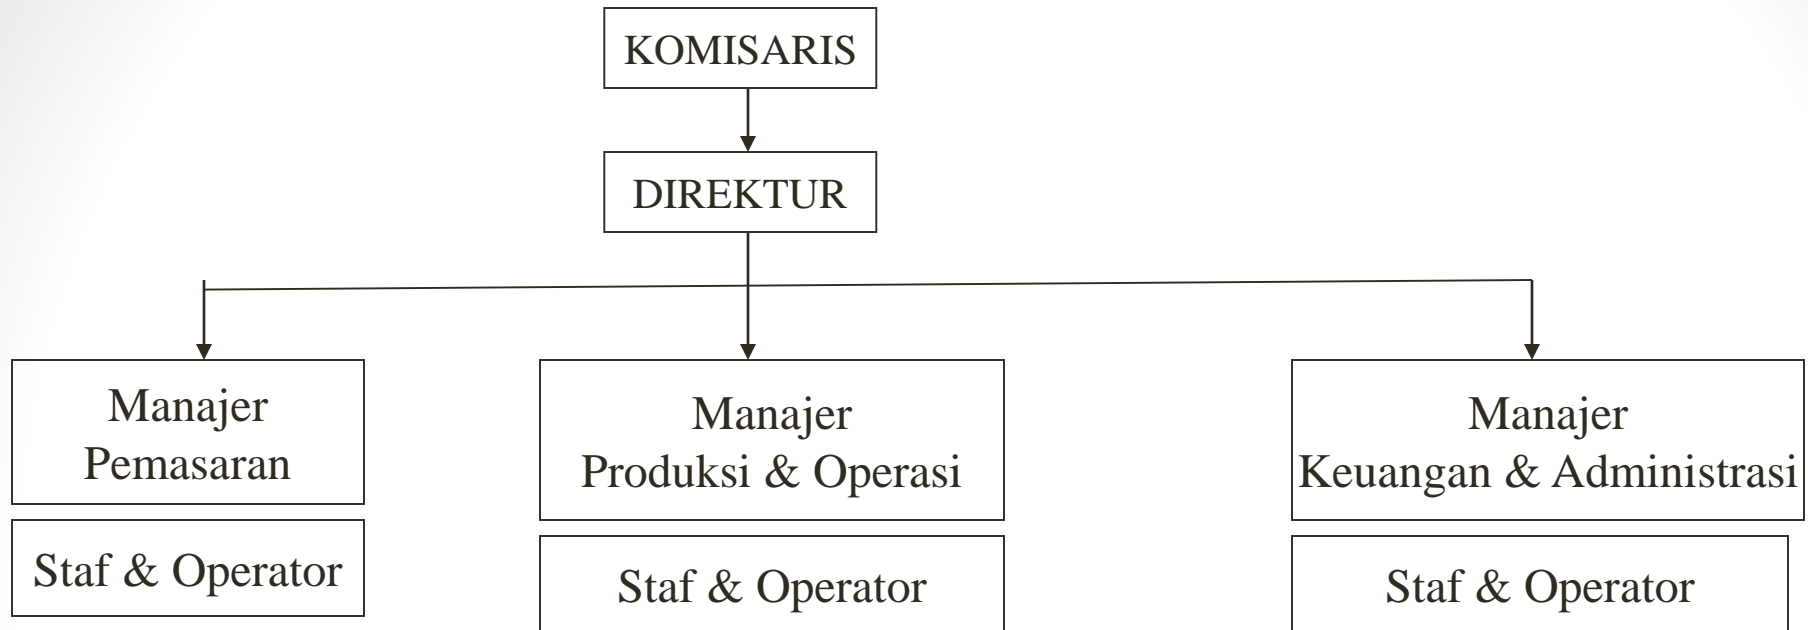 KOMISARIS
DIREKTUR
Manajer
Pemasaran
Manajer
Produksi & Operasi
Manajer
Keuangan & Administrasi
Staf & Operator
Staf & Operator
Staf & Operator